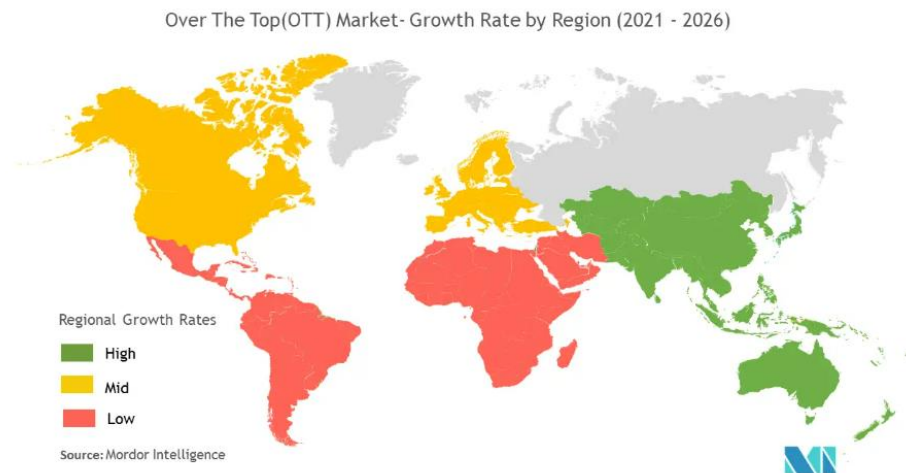 Over The Top(OTT) Market- Growth Rate by Region (2021 - 2026)
Regional Growth Rates
High
Mid
Low
Source: Mordor Intelligence